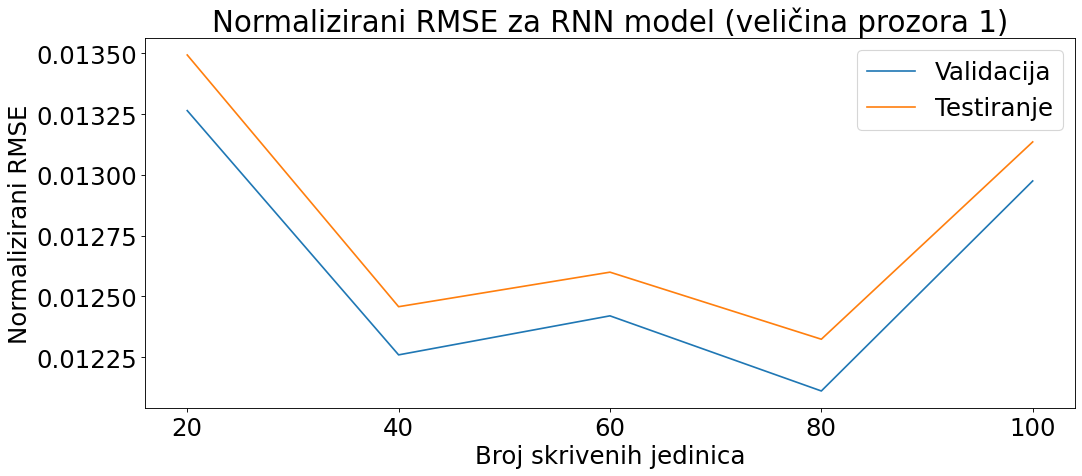 Normalizirani RMSE za RNN model (veličina prozora 1)
Validacija
Testiranje
Normalizirani RMSE
0.01350
0.01325
0.01300
0.01275
0.01250
0.01225
20 40 60 80 100
Broj skrivenih jedinica